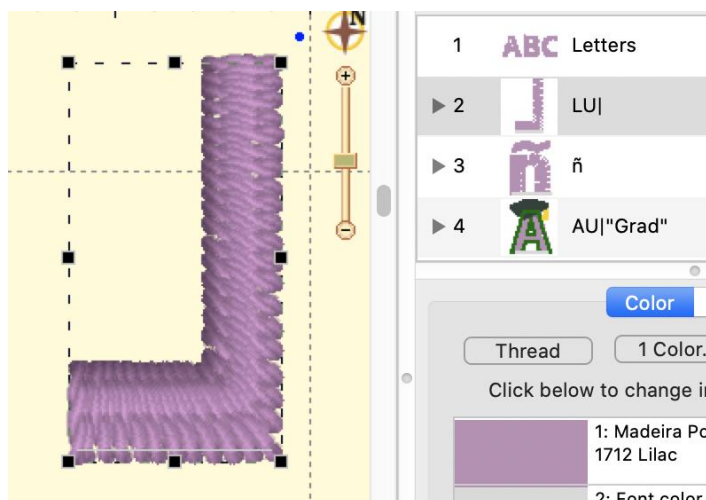 N
1 ABC Letters
2 LU|
3 ñ ñ
4 A AU|"Grad"
Color
Thread
1 Color.
Click below to change i
1: Madeira Po
1712 Lilac
2: Font color